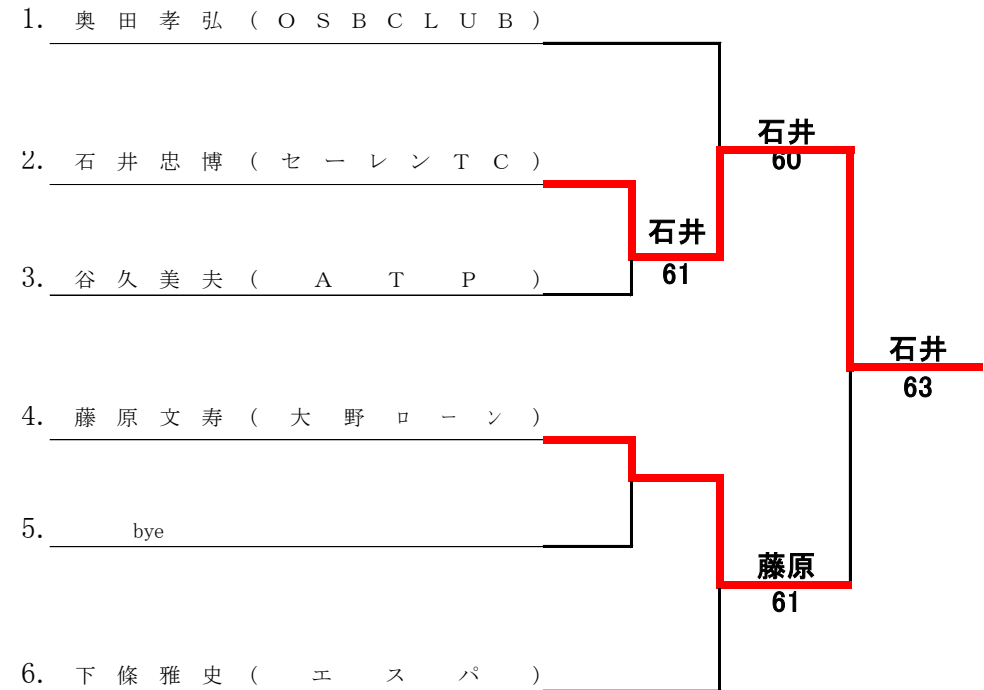 1. 奥田孝弘(OSBCLUB)
石井
60
2. 石井忠博(セーレンTC)
石井
61
3. 谷久美夫(ATP)
石井
63
4. 藤原文寿(大野ローン)
5. bye
藤原
61
6. 下條雅史(エスパ)